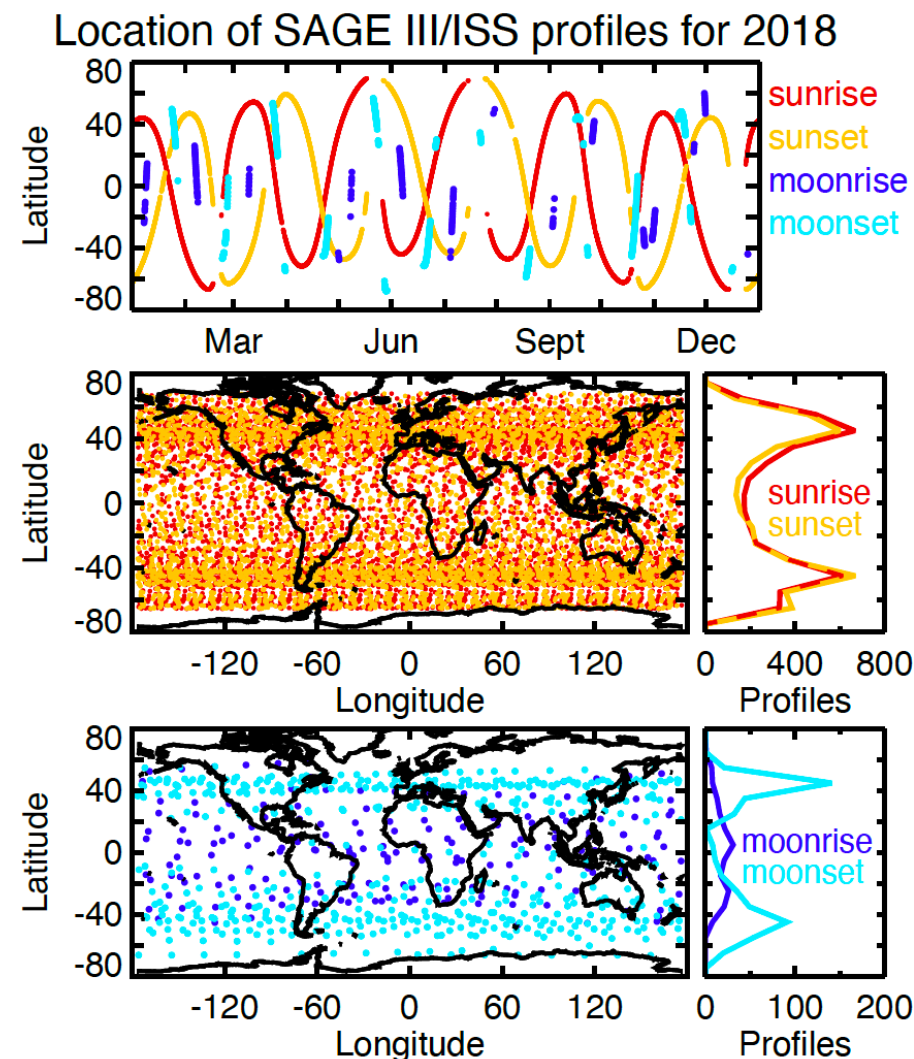 Location of SAGE III/ISS profiles for 2018
80
40
0
-40
-80
Latitude
sunrise
sunset
moonrise
moonset
Mar Jun Sept Dec
80
40
0
-40
-80
Latitude
-120 -60 0 60 120
Longitude
sunrise
sunset
0 400 800
Profiles
80
40
0
-40
-80
Latitude
-120 -60 0 60 120
Longitude
moonrise
moonset
0 100 200
Profiles